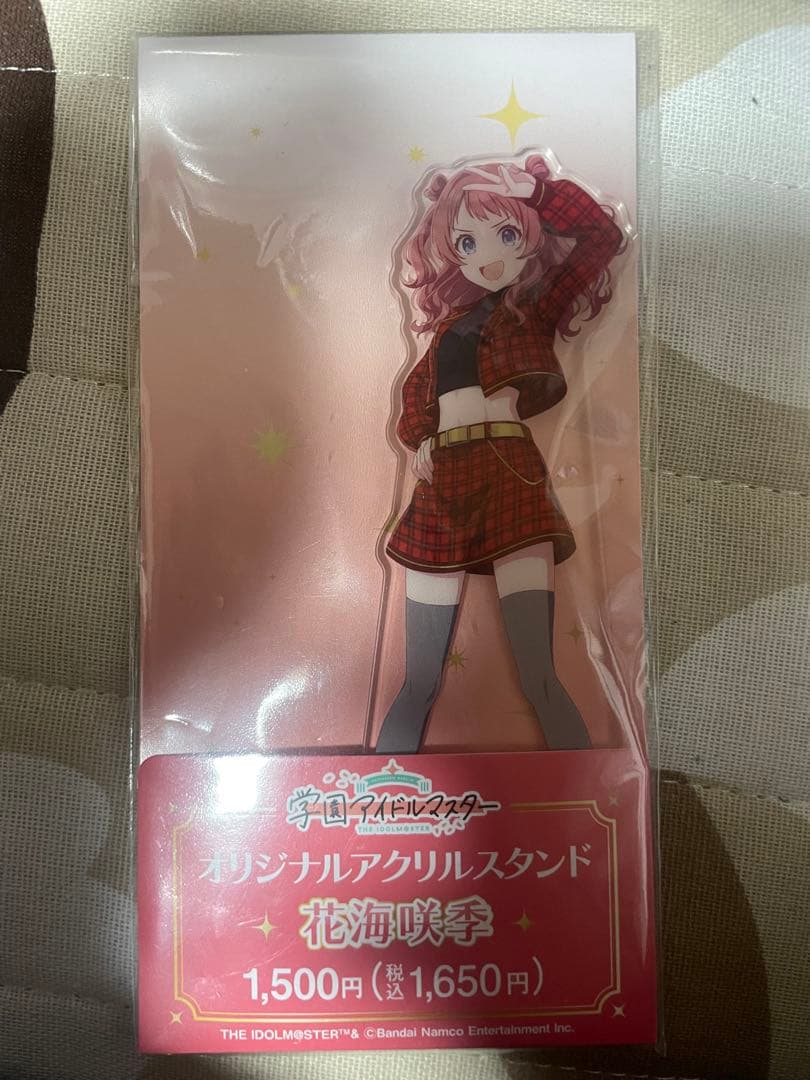 学園アイドルマスター
THE IDOLM@STER
オリジナルアクリルスタンド
花海咲季
1,500円(税込1,650円)
THE IDOLM@STER™& ©Bandai Namco Entertainment Inc.